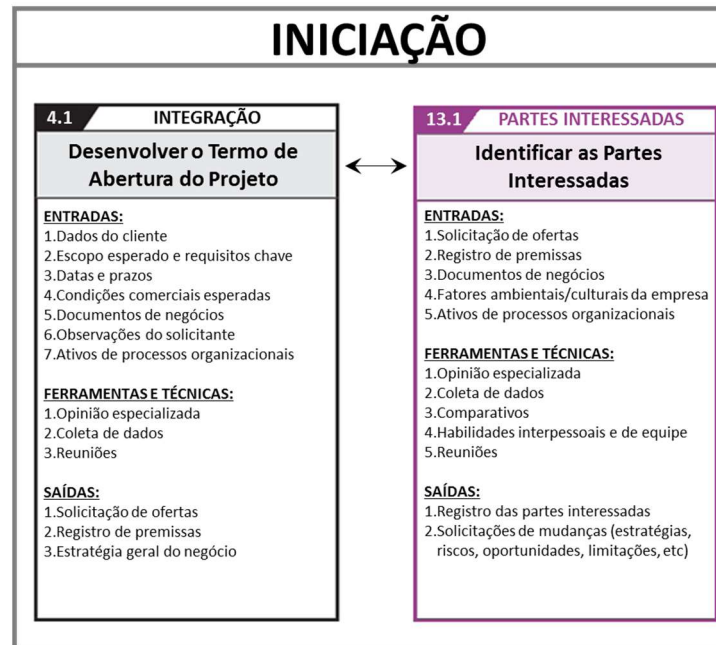 INICIAÇÃO
4.1 INTEGRAÇÃO
Desenvolver o Termo de
Abertura do Projeto
ENTRADAS:
1.Dados do cliente
2.Escopo esperado e requisitos chave
3.Datas e prazos
4.Condições comerciais esperadas
5.Documentos de negócios
6.Observações do solicitante
7.Ativos de processos organizacionais
FERRAMENTAS E TÉCNICAS:
1.Opinião especializada
2.Coleta de dados
3.Reuniões
SAÍDAS:
1.Solicitação de ofertas
2.Registro de premissas
3.Estratégia geral do negócio
13.1 PARTES INTERESSADAS
Identificar as Partes
Interessadas
ENTRADAS:
1.Solicitação de ofertas
2.Registro de premissas
3.Documentos de negócios
4.Fatores ambientais/culturais da empresa
5.Ativos de processos organizacionais
FERRAMENTAS E TÉCNICAS:
1.Opinião especializada
2.Coleta de dados
3.Comparativos
4.Habilidades interpessoais e de equipe
5.Reuniões
SAÍDAS:
1.Registro das partes interessadas
2.Solicitações de mudanças (estratégias,
riscos, oportunidades, limitações, etc)